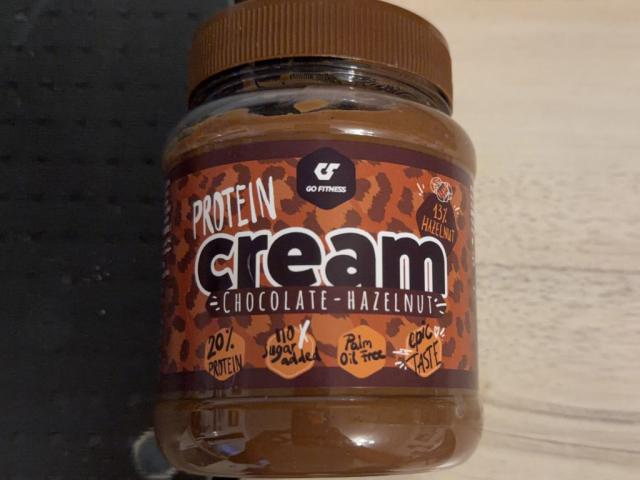 GO FITNESS
PROTEIN
13%
HAZELNUT
cream
CHOCOLATE-HAZELNUT
20%
PROTEIN
no
Sugar
added
Palm
Oil Free
epic
TASTE